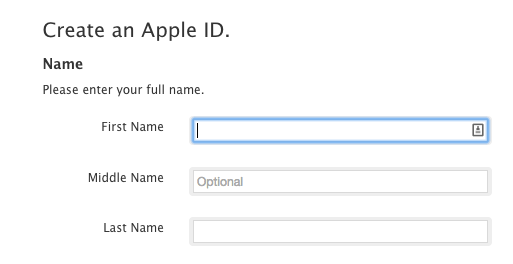 Create an Apple ID.
Name
Please enter your full name.
First Name
Middle Name Optional
Last Name